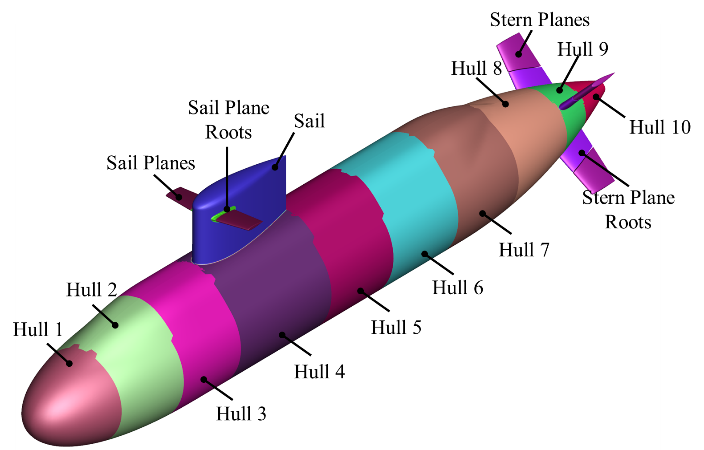 Stern Planes
Hull 9
Hull 8
Sail Plane
Roots
Sail
Hull 10
Sail Planes
Stern Plane
Roots
Hull 7
Hull 2
Hull 6
Hull 1
Hull 5
Hull 4
Hull 3